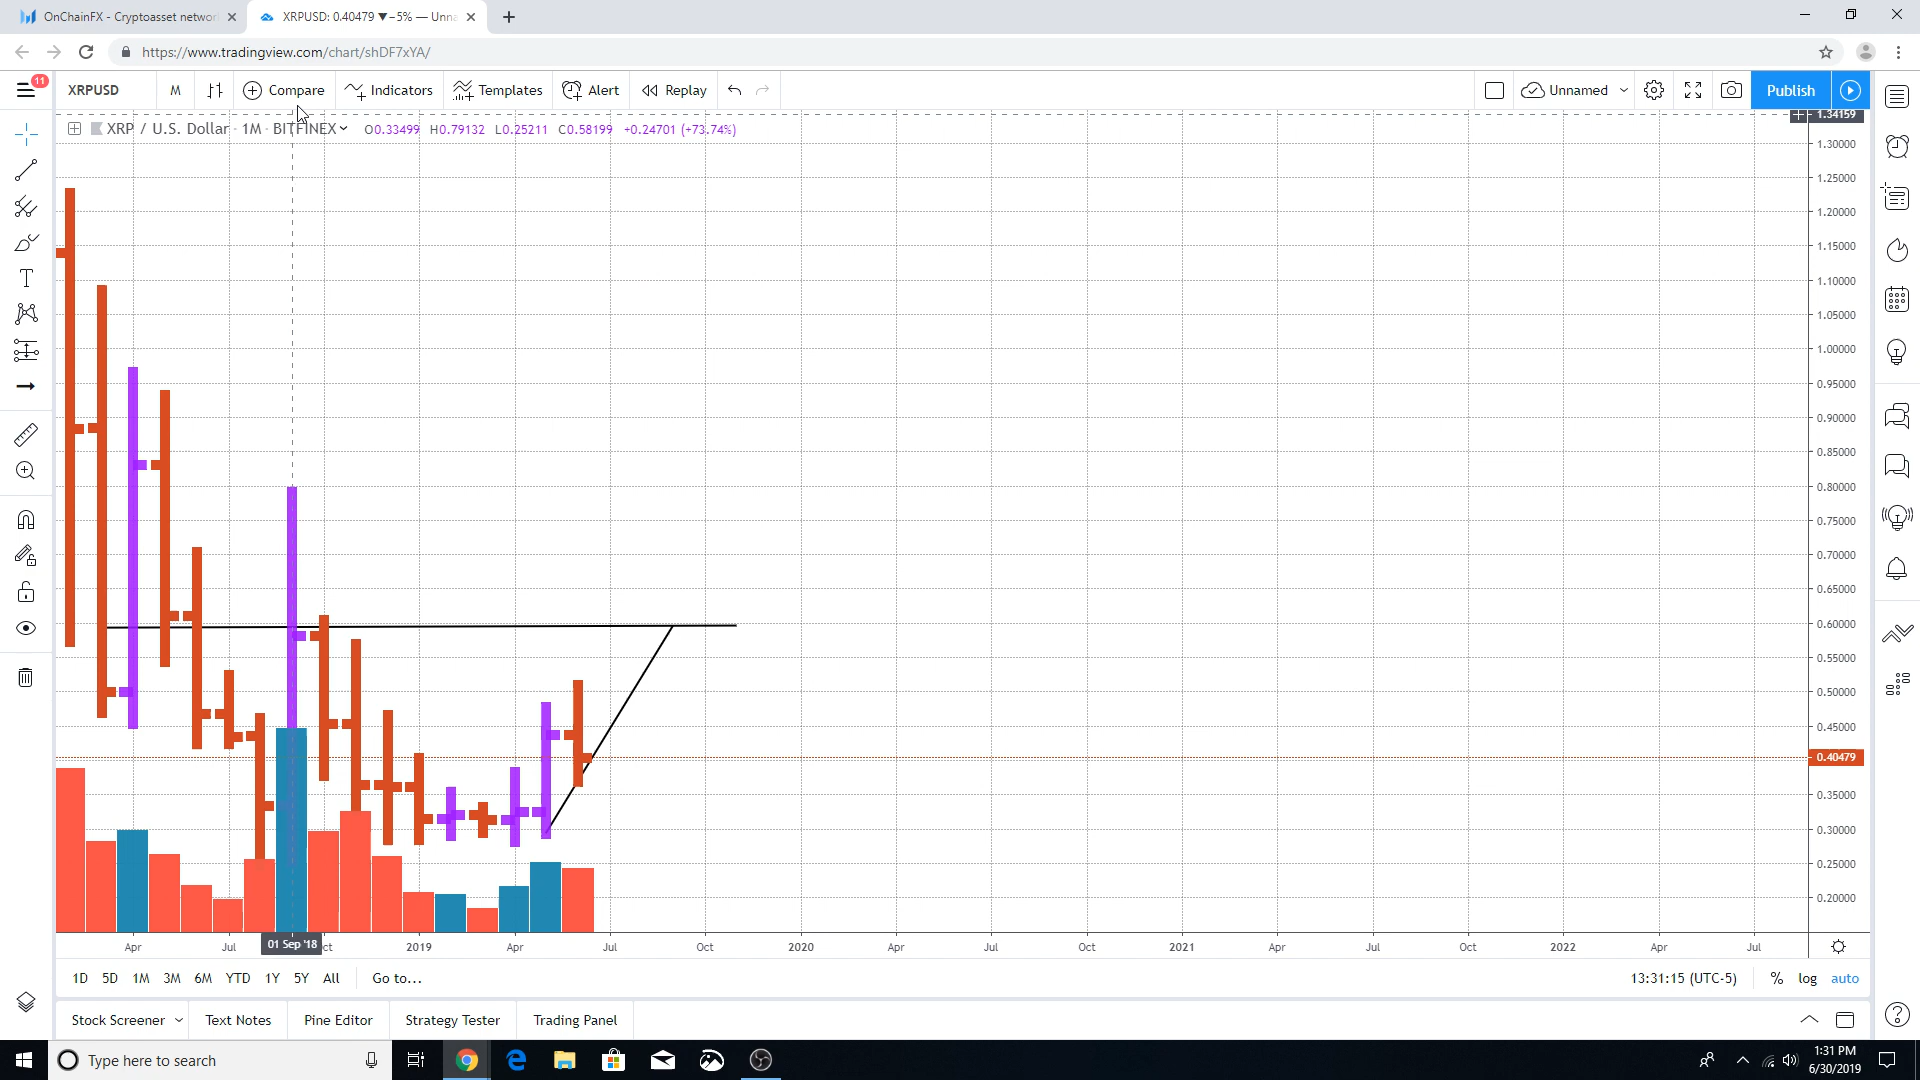 OnChainFX - Cryptoasset networ
XRPUSD: 0.40479 ▼ −5% — Unna
https://www.tradingview.com/chart/shDF7xYA/
11
XRPUSD M Compare Indicators Templates Alert Replay Unnamed Publish
XRP / U.S. Dollar · 1M · BITFINEX O0.33499 H0.79132 L0.25211 C0.58199 +0.24701 (+73.74%)
1.34159
1.30000
1.25000
1.20000
1.15000
1.10000
1.05000
1.00000
0.95000
0.90000
0.85000
0.80000
0.75000
0.70000
0.65000
0.60000
0.55000
0.50000
0.45000
0.40479
0.35000
0.30000
0.25000
0.20000
Apr Jul 01 Sep '18 ct 2019 Apr Jul Oct 2020 Apr Jul Oct 2021 Apr Jul Oct 2022 Apr Jul
1D 5D 1M 3M 6M YTD 1Y 5Y All Go to... 13:31:15 (UTC-5) % log auto
Stock Screener Text Notes Pine Editor Strategy Tester Trading Panel
Type here to search
1:31 PM
6/30/2019